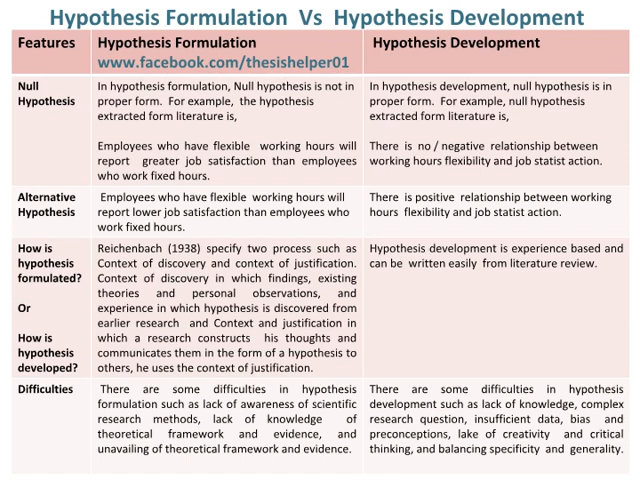 Hypothesis Formulation  Vs  Hypothesis Development
Features
Hypothesis Formulation
www.facebook.com/thesishelper01
Hypothesis Development
Null
Hypothesis
In hypothesis formulation, Null hypothesis is not in
proper form.  For example,  the hypothesis
extracted form literature is,
Employees who have flexible  working hours will
report  greater job satisfaction than employees
who work fixed hours.
In hypothesis development, null hypothesis is in
proper form.  For example, null hypothesis
extracted form literature is,
There is  no / negative  relationship between
working hours flexibility and job statist action.
Alternative
Hypothesis
Employees who have flexible  working hours will
report lower job satisfaction than employees who
work fixed hours.
There is positive  relationship between working
hours  flexibility and job statist action.
How is
hypothesis
formulated?
Or
How is
hypothesis
developed?
Reichenbach (1938) specify two process such as
Context of discovery and context of justification.
Context of discovery in which findings, existing
theories and personal observations, and
experience in which hypothesis is discovered from
earlier research  and Context and justification in
which a research constructs  his thoughts and
communicates them in the form of a hypothesis to
others, he uses the context of justification.
Hypothesis development is experience based and
can be  written easily  from literature review.
Difficulties
There are some difficulties in hypothesis
formulation such as lack of awareness of scientific
research methods, lack of knowledge of
theoretical framework and evidence, and
unavailing of theoretical framework and evidence.
There are some difficulties in hypothesis
development such as lack of knowledge, complex
research question, insufficient data, bias  and
preconceptions, lake of creativity  and critical
thinking, and balancing specificity and  generality.